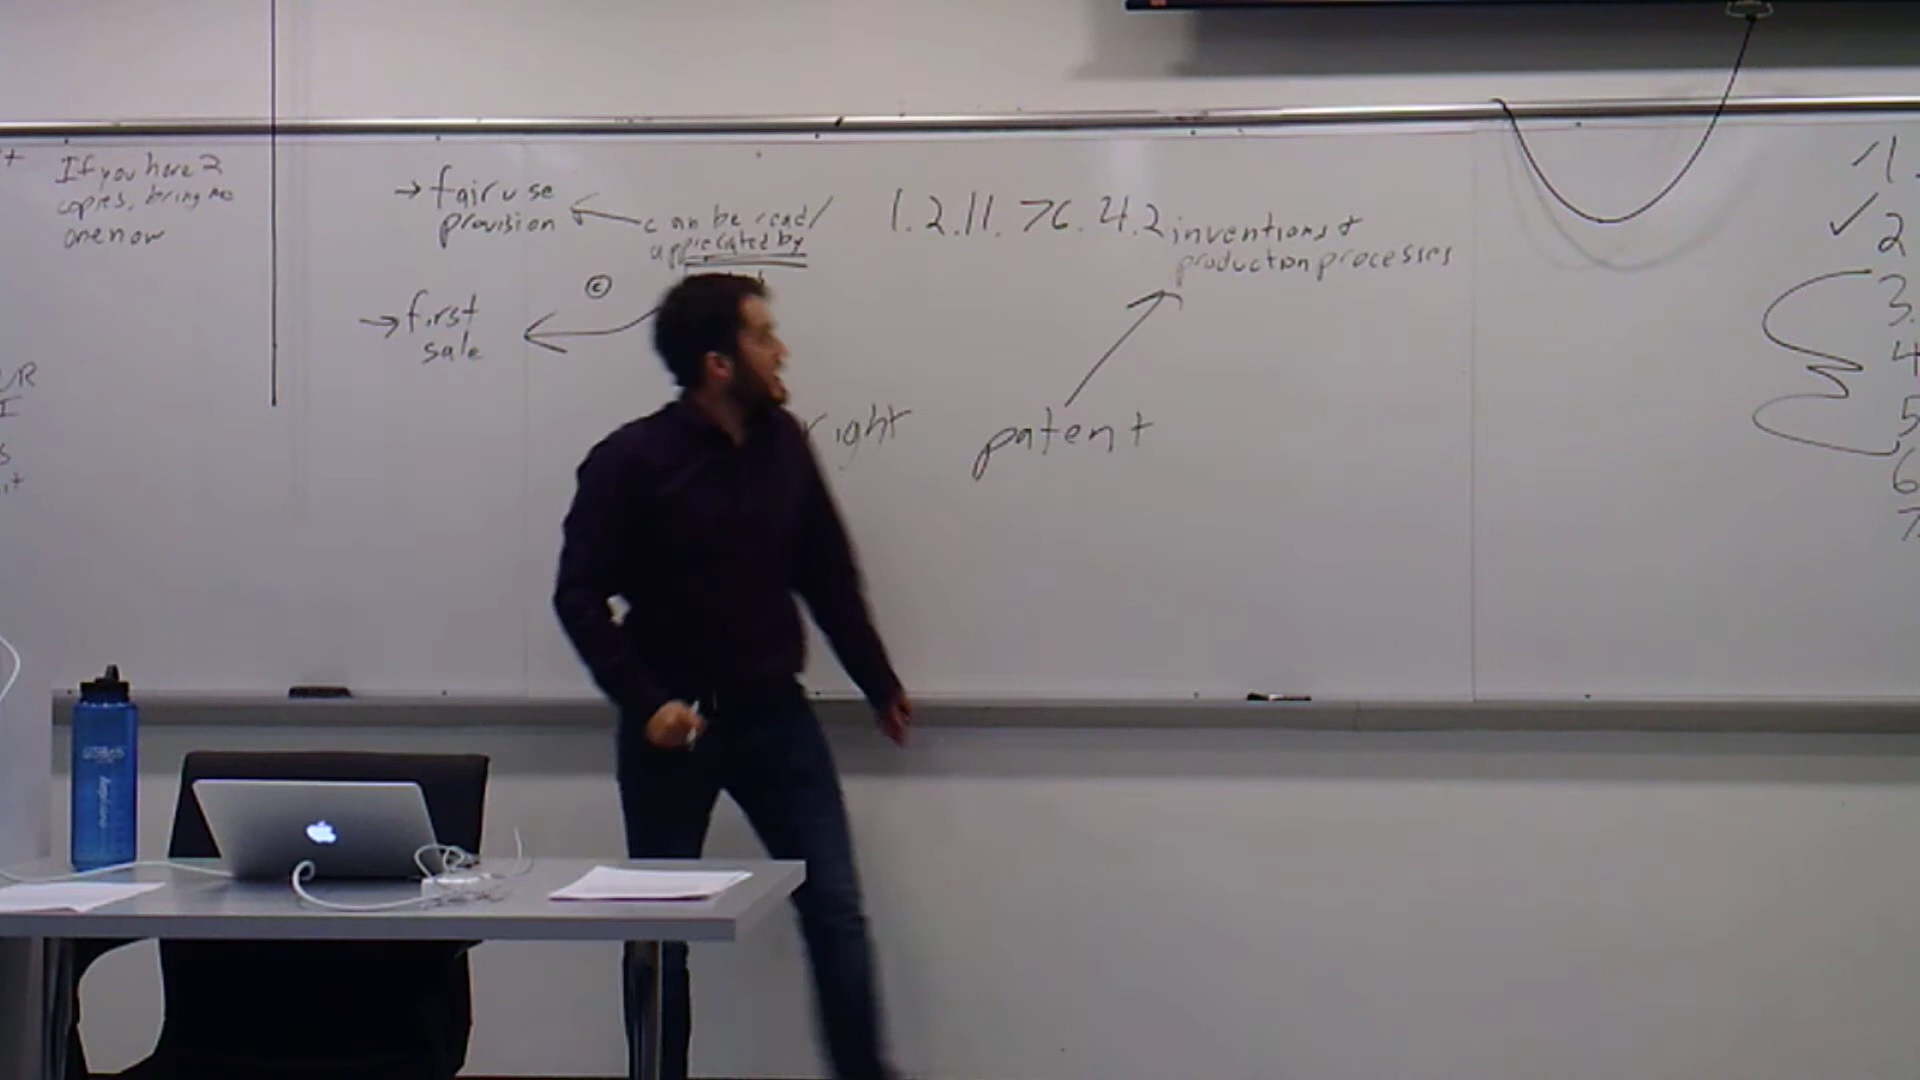 If you have 2
copies, bring me
one now
→ fair use
provision
can be read/
appreciated by
©
→ first
sale
1.2.11.76.4.2
inventions +
production processes
right
patent
UR
I
1.
✓ 2
3.
4
5
6
7